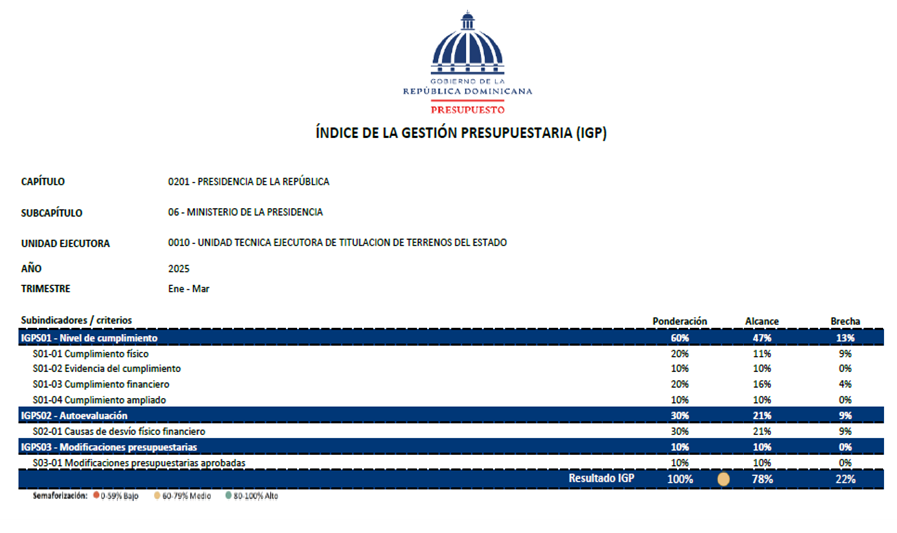 GOBIERNO DE LA
REPÚBLICA DOMINICANA
PRESUPUESTO
ÍNDICE DE LA GESTIÓN PRESUPUESTARIA (IGP)
CAPÍTULO 0201 - PRESIDENCIA DE LA REPÚBLICA
SUBCAPÍTULO 06 - MINISTERIO DE LA PRESIDENCIA
UNIDAD EJECUTORA 0010 - UNIDAD TECNICA EJECUTORA DE TITULACION DE TERRENOS DEL ESTADO
AÑO 2025
TRIMESTRE Ene - Mar
Subindicadores / criterios Ponderación Alcance Brecha
IGPS01 - Nivel de cumplimiento 60% 47% 13%
S01-01 Cumplimiento físico 20% 11% 9%
S01-02 Evidencia del cumplimiento 10% 10% 0%
S01-03 Cumplimiento financiero 20% 16% 4%
S01-04 Cumplimiento ampliado 10% 10% 0%
IGPS02 - Autoevaluación 30% 21% 9%
S02-01 Causas de desvío físico financiero 30% 21% 9%
IGPS03 - Modificaciones presupuestarias 10% 10% 0%
S03-01 Modificaciones presupuestarias aprobadas 10% 10% 0%
Resultado IGP 100% 78% 22%
Semaforización: 0-59% Bajo 60-79% Medio 80-100% Alto